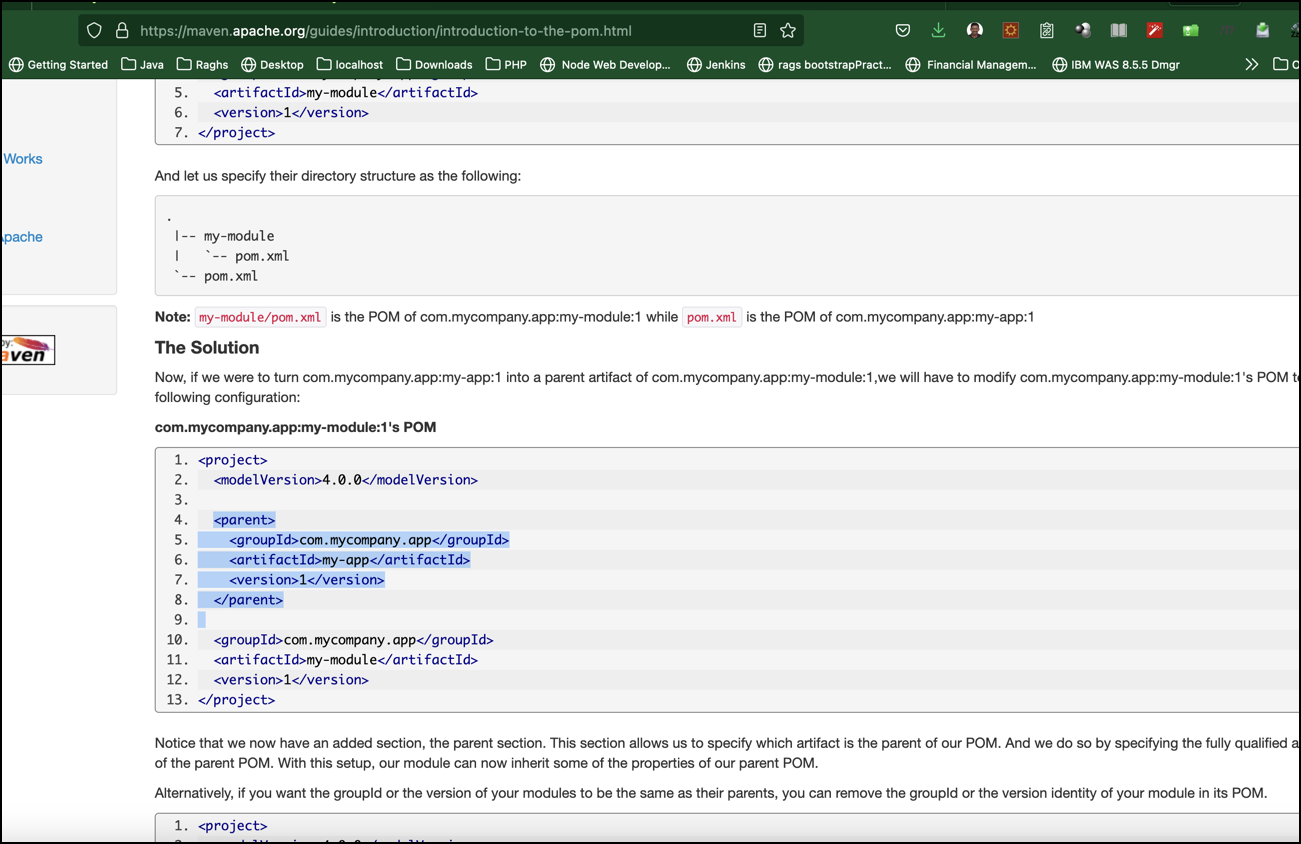 https://maven.apache.org/guides/introduction/introduction-to-the-pom.html
Getting Started Java Raghs Desktop localhost Downloads PHP Node Web Develop... Jenkins rags bootstrapPract... Financial Managem... IBM WAS 8.5.5 Dmgr
5. <artifactId>my-module</artifactId>
6. <version>1</version>
7. </project>
Works
Apache
And let us specify their directory structure as the following:
.
|-- my-module
| `-- pom.xml
`-- pom.xml
Note: my-module/pom.xml is the POM of com.mycompany.app:my-module:1 while pom.xml is the POM of com.mycompany.app:my-app:1
The Solution
Now, if we were to turn com.mycompany.app:my-app:1 into a parent artifact of com.mycompany.app:my-module:1,we will have to modify com.mycompany.app:my-module:1's POM
following configuration:
com.mycompany.app:my-module:1's POM
1. <project>
2. <modelVersion>4.0.0</modelVersion>
3.
4. <parent>
5. <groupId>com.mycompany.app</groupId>
6. <artifactId>my-app</artifactId>
7. <version>1</version>
8. </parent>
9.
10. <groupId>com.mycompany.app</groupId>
11. <artifactId>my-module</artifactId>
12. <version>1</version>
13. </project>
Notice that we now have an added section, the parent section. This section allows us to specify which artifact is the parent of our POM. And we do so by specifying the fully qualified
of the parent POM. With this setup, our module can now inherit some of the properties of our parent POM.
Alternatively, if you want the groupId or the version of your modules to be the same as their parents, you can remove the groupId or the version identity of your module in its POM.
1. <project>